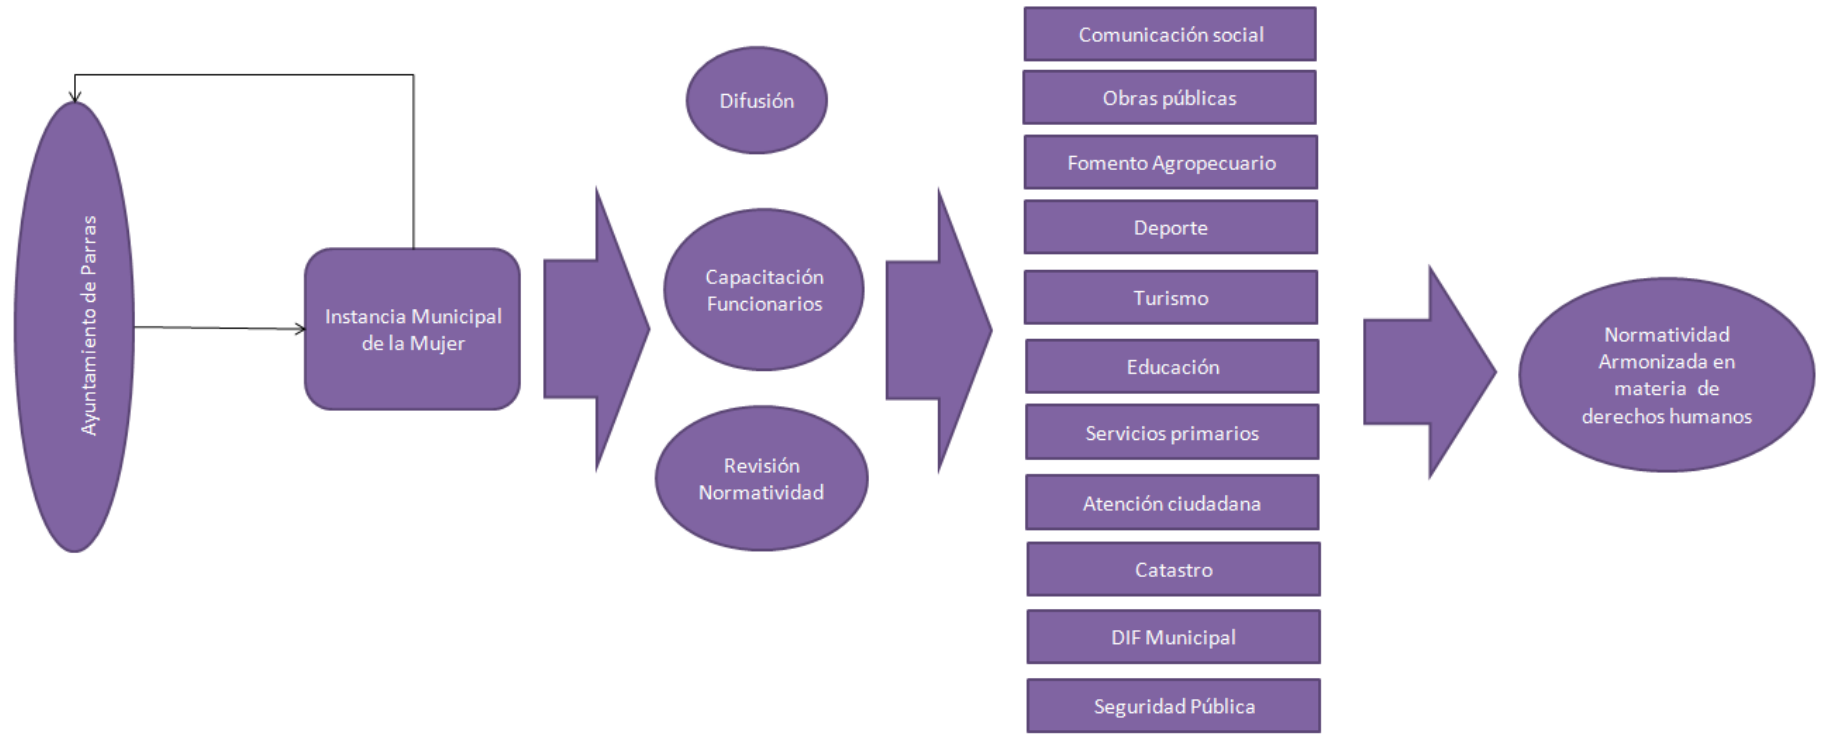 Ayuntamiento de Parras
Instancia Municipal
de la Mujer
Difusión
Capacitación
Funcionarios
Revisión
Normatividad
Comunicación social
Obras públicas
Fomento Agropecuario
Deporte
Turismo
Educación
Servicios primarios
Atención ciudadana
Catastro
DIF Municipal
Seguridad Pública
Normatividad
Armonizada en
materia de
derechos humanos